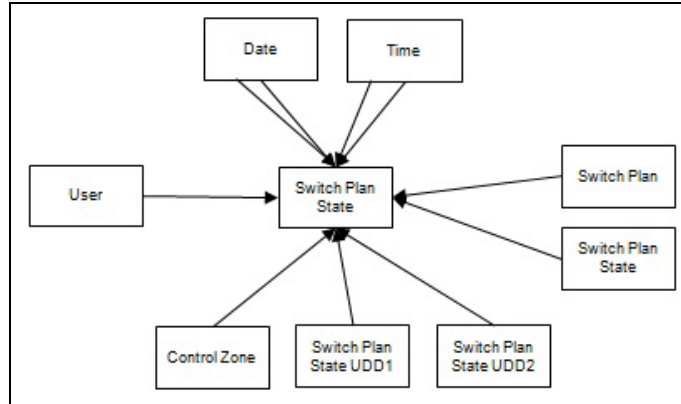 Date
Time
User
Switch Plan
State
Switch Plan
Switch Plan
State
Control Zone
Switch Plan
State UDD1
Switch Plan
State UDD2